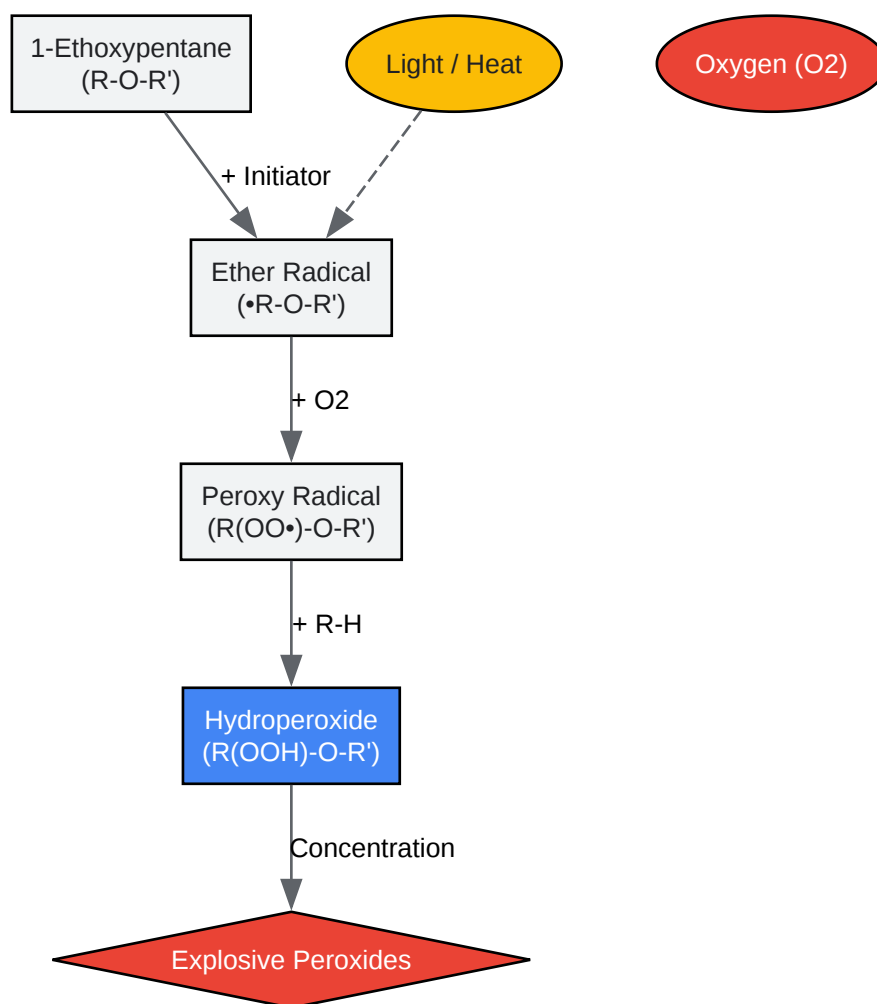 1-Ethoxypentane
(R-O-R')
Light / Heat
Oxygen (O2)
+ Initiator
Ether Radical
(•R-O-R')
+ O2
Peroxy Radical
(R(OO•)-O-R')
+ R-H
Hydroperoxide
(R(OOH)-O-R')
Concentration
Explosive Peroxides